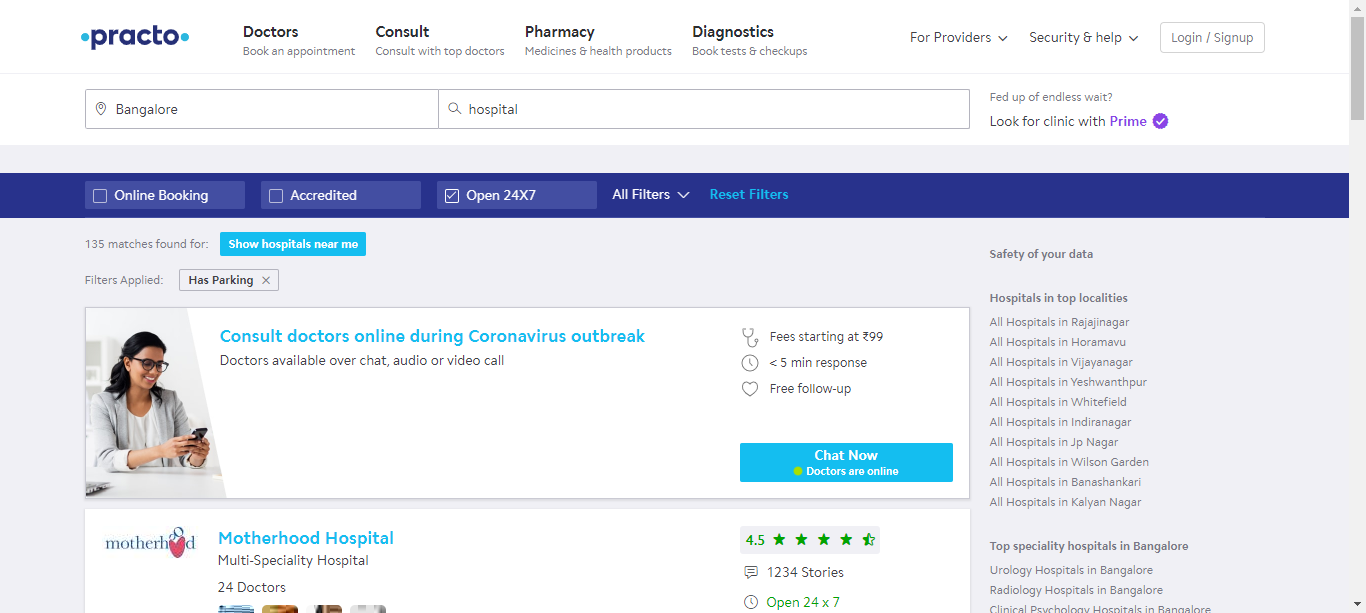 practo
Doctors
Book an appointment
Consult
Consult with top doctors
Pharmacy
Medicines & health products
Diagnostics
Book tests & checkups
For Providers
Security & help
Login / Signup
Bangalore
hospital
Fed up of endless wait?
Look for clinic with Prime
Online Booking
Accredited
Open 24X7
All Filters
Reset Filters
135 matches found for:
Show hospitals near me
Filters Applied:
Has Parking
Consult doctors online during Coronavirus outbreak
Doctors available over chat, audio or video call
Fees starting at ₹99
< 5 min response
Free follow-up
Chat Now
Doctors are online
motherhood
Motherhood Hospital
Multi-Speciality Hospital
24 Doctors
4.5
1234 Stories
Open 24 x 7
Safety of your data
Hospitals in top localities
All Hospitals in Rajajinagar
All Hospitals in Horamavu
All Hospitals in Vijayanagar
All Hospitals in Yeshwanthpur
All Hospitals in Whitefield
All Hospitals in Indiranagar
All Hospitals in Jp Nagar
All Hospitals in Wilson Garden
All Hospitals in Banashankari
All Hospitals in Kalyan Nagar
Top speciality hospitals in Bangalore
Urology Hospitals in Bangalore
Radiology Hospitals in Bangalore
Clinical Psychology Hospitals in Bangalore